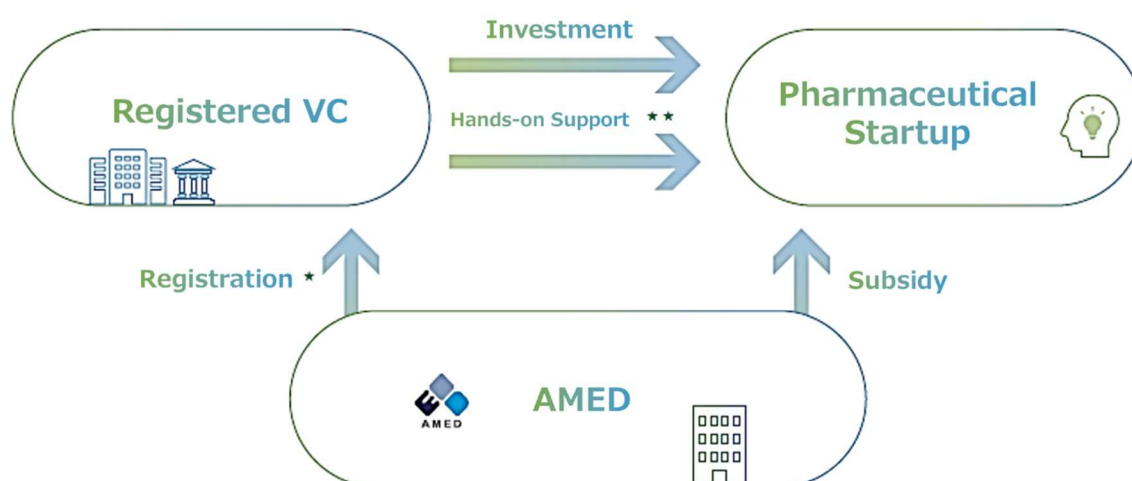 Investment
Registered VC
Hands-on Support ★★
Pharmaceutical
Startup
Registration ★
Subsidy
AMED
AMED